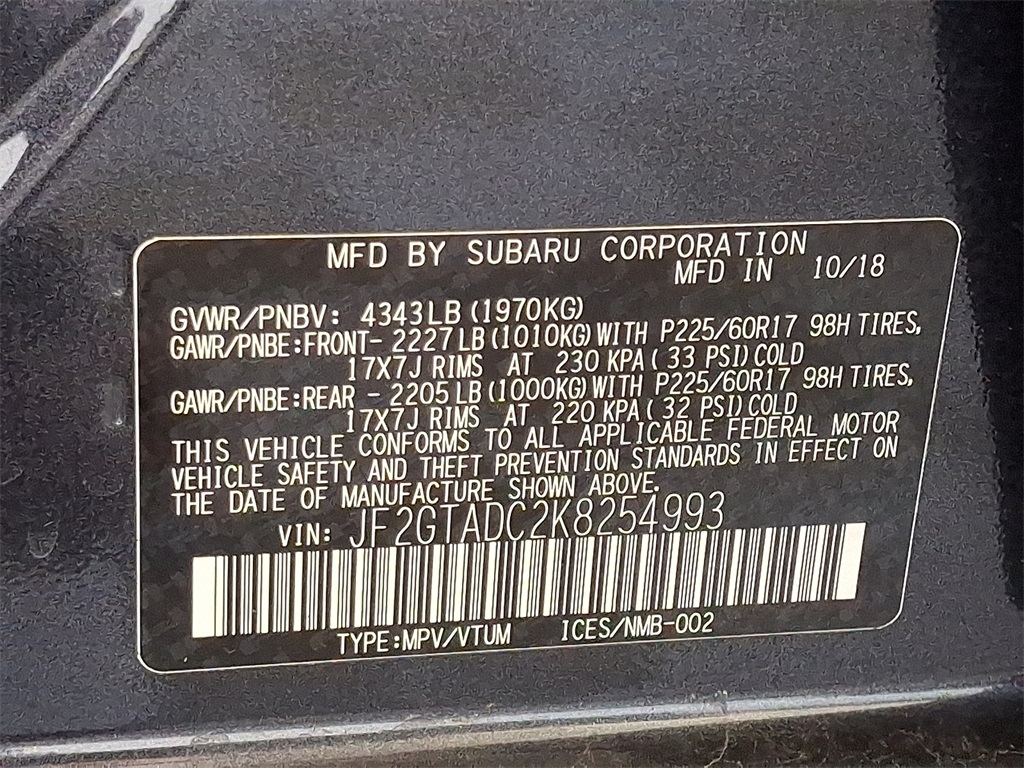 MFD BY SUBARU CORPORATION
MFD IN 10/18
GVWR/PNBV: 4343LB (1970KG)
GAWR/PNBE:FRONT- 2227LB (1010KG) WITH P225/60R17 98H TIRES,
17X7J RIMS AT 230 KPA ( 33 PSI) COLD
GAWR/PNBE:REAR - 2205LB (1000KG) WITH P225/60R17 98H TIRES,
17X7J RIMS AT 220 KPA ( 32 PSI) COLD
THIS VEHICLE CONFORMS TO ALL APPLICABLE FEDERAL MOTOR
VEHICLE SAFETY AND THEFT PREVENTION STANDARDS IN EFFECT ON
THE DATE OF MANUFACTURE SHOWN ABOVE.
VIN: JF2GTADC2K8254993
TYPE:MPV/VTUM ICES/NMB-002